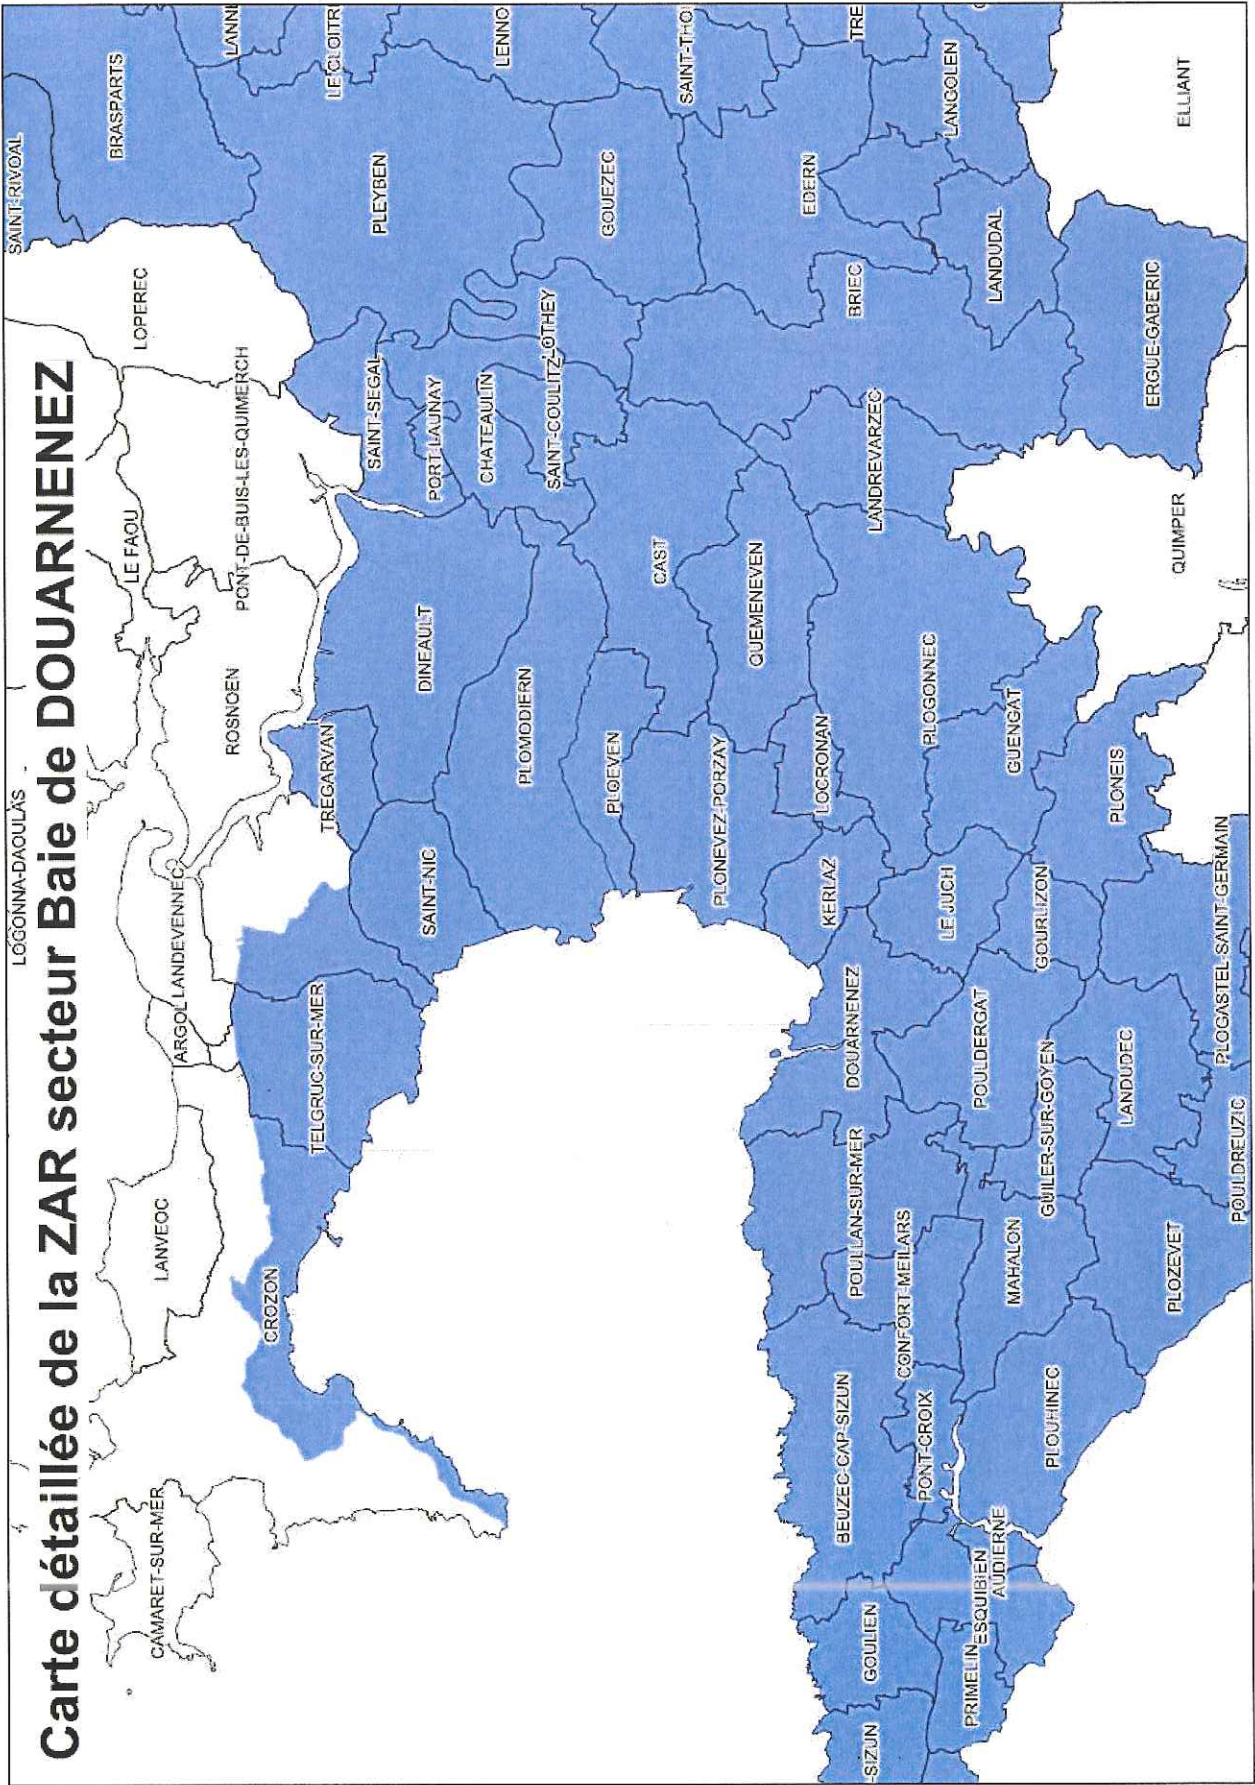 Carte détaillée de la ZAR secteur Baie de DOUARNENEZ
LOGONNA-DAOULAS
CAMARET-SUR-MER
LANVEOC
ARGOL
LANDEVENNEC
LE FAOU
LOPEREC
SAINT-RIVOAL
BRASPARTS
ROSNOEN
PONT-DE-BUIS-LES-QUIMERCH
CROZON
TELGRUC-SUR-MER
TREGARVAN
SAINT-SEGAL
PLEYBEN
LE CLOITR
LANNE
SAINT-NIC
DINEAULT
PORT-LAUNAY
CHATEAULIN
LENNO
PLOMODIERN
SAINT-COULITZ
LOTHEY
GOUEZEC
PLOEVEN
CAST
SAINT-THO
PLONEVEZ-PORZAY
QUEMENEVEN
EDERN
TRE
LOCRONAN
KERLAZ
DOUARNENEZ
POULLAN-SUR-MER
BEUZEC-CAP-SIZUN
GOULIEN
-SIZUN
LANDREVARZEC
BRIEC
LANGOLEN
CONFORT-MEILARS
PONT-CROIX
LE JUCH
PLOGONNEC
LANDUDAL
PRIMELIN
ESQUIBIEN
AUDIERNE
MAHALON
POULDERGAT
GUENGAT
PLOUHINEC
GUILER-SUR-GOYEN
GOURLIZON
PLONEIS
LANDUDEC
ERGUE-GABERIC
ELLIANT
QUIMPER
PLOZEVET
POULDREUZIC
PLOGASTEL-SAINT-GERMAIN